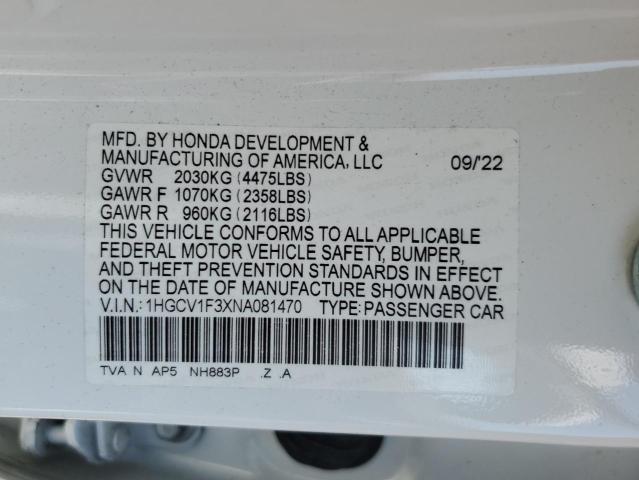 MFD. BY HONDA DEVELOPMENT &
MANUFACTURING OF AMERICA, LLC 09/'22
GVWR 2030KG (4475LBS)
GAWR F 1070KG (2358LBS)
GAWR R 960KG (2116LBS)
THIS VEHICLE CONFORMS TO ALL APPLICABLE
FEDERAL MOTOR VEHICLE SAFETY, BUMPER,
AND THEFT PREVENTION STANDARDS IN EFFECT
ON THE DATE OF MANUFACTURE SHOWN ABOVE.
V.I.N.: 1HGCV1F3XNA081470 TYPE: PASSENGER CAR
TVA N AP5 NH883P .Z .A